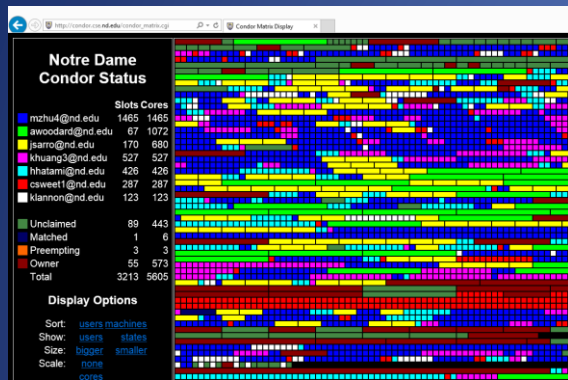 http://condor.cse.nd.edu/condor_matrix.cgi
Condor Matrix Display
Notre Dame
Condor Status
Slots Cores
mzhu4@nd.edu 1465 1465
awoodard@nd.edu 67 1072
jsarro@nd.edu 170 680
khuang3@nd.edu 527 527
hhatami@nd.edu 426 426
csweet1@nd.edu 287 287
klannon@nd.edu 123 123
Unclaimed 89 443
Matched 1 6
Preempting 3 3
Owner 55 573
Total 3213 5605
Display Options
Sort: users machines
Show: users states
Size: bigger smaller
Scale: none
cores